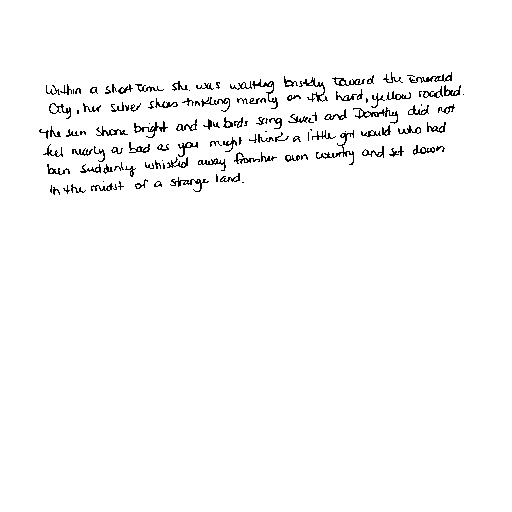 Within a short time she was walking briskly toward the Emerald
City, her silver shoes tinkling merrily on the hard, yellow roadbed.
The sun shone bright and the birds sang sweet and Dorothy did not
feel nearly as bad as you might think a little girl would who had
been suddenly whisked away from her own country and set down
in the midst of a strange land.